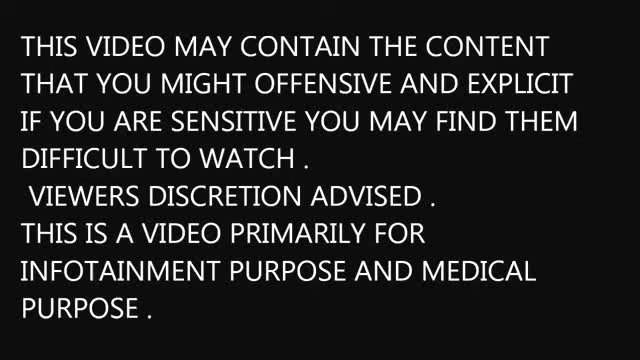 THIS VIDEO MAY CONTAIN THE CONTENT
THAT YOU MIGHT OFFENSIVE AND EXPLICIT
IF YOU ARE SENSITIVE YOU MAY FIND THEM
DIFFICULT TO WATCH .
VIEWERS DISCRETION ADVISED .
THIS IS A VIDEO PRIMARILY FOR
INFOTAINMENT PURPOSE AND MEDICAL
PURPOSE .